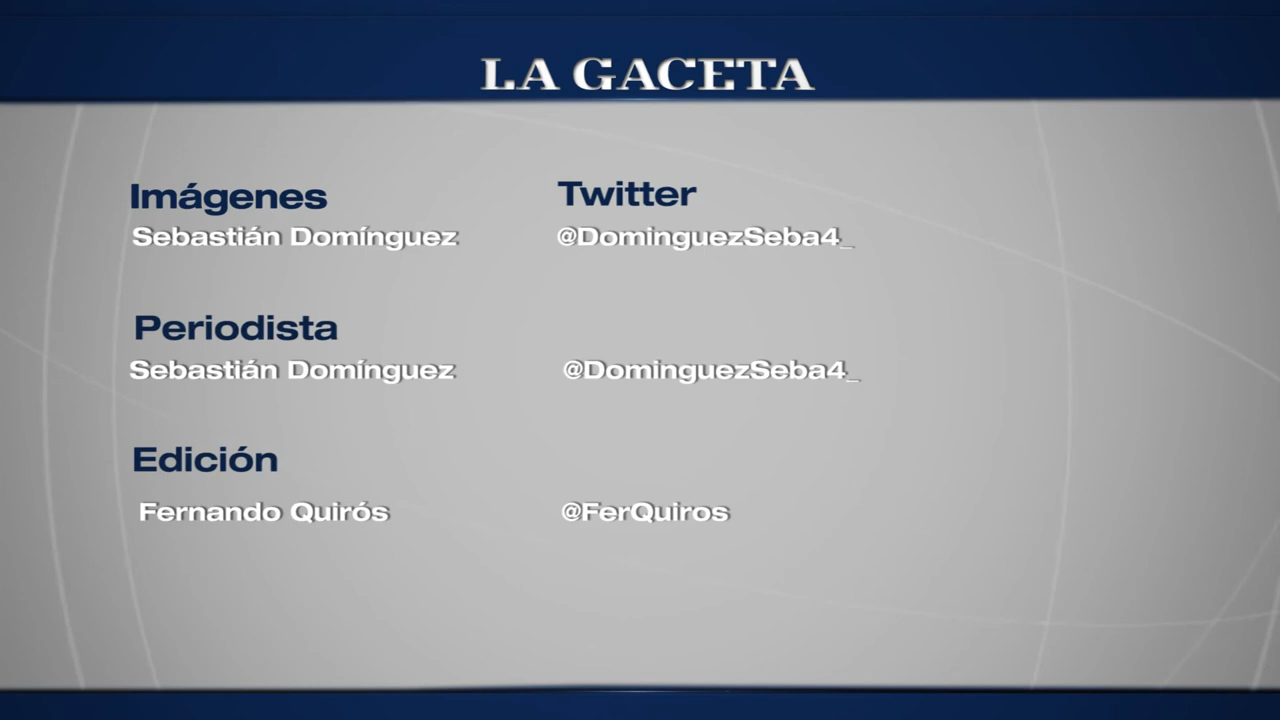 LA GACETA
Imágenes
Twitter
Sebastián Domínguez
@DominguezSeba4_
Periodista
Sebastián Domínguez
@DominguezSeba4_
Edición
Fernando Quirós
@FerQuiros